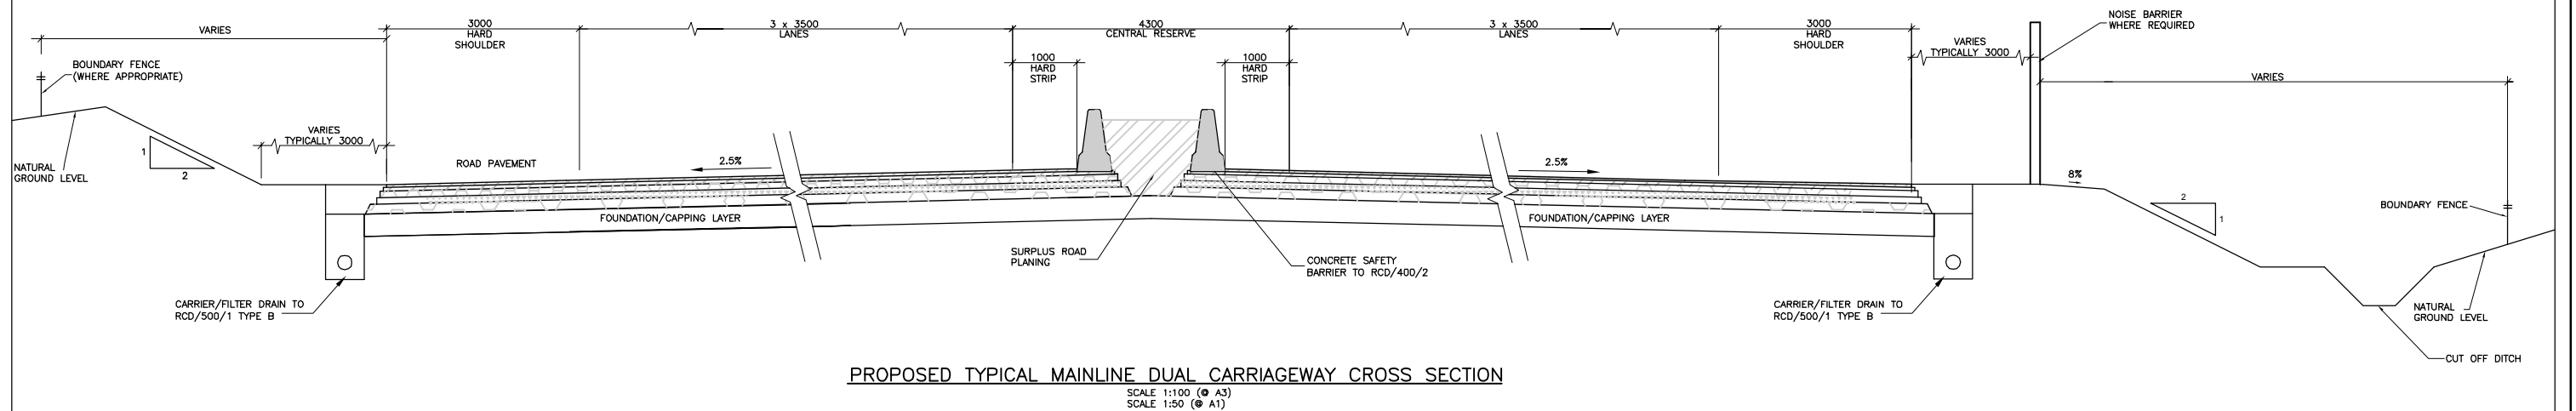 VARIES
3000
HARD
SHOULDER
3 x 3500
LANES
4300
CENTRAL RESERVE
3 x 3500
LANES
3000
HARD
SHOULDER
NOISE BARRIER
WHERE REQUIRED
VARIES
TYPICALLY 3000
1000
HARD
STRIP
1000
HARD
STRIP
BOUNDARY FENCE
(WHERE APPROPRIATE)
VARIES
VARIES
TYPICALLY 3000
1
2
NATURAL
GROUND LEVEL
ROAD PAVEMENT
2.5%
2.5%
8%
2
1
BOUNDARY FENCE
FOUNDATION/CAPPING LAYER
FOUNDATION/CAPPING LAYER
SURPLUS ROAD
PLANING
CONCRETE SAFETY
BARRIER TO RCD/400/2
CARRIER/FILTER DRAIN TO
RCD/500/1 TYPE B
CARRIER/FILTER DRAIN TO
RCD/500/1 TYPE B
NATURAL
GROUND LEVEL
CUT OFF DITCH
PROPOSED TYPICAL MAINLINE DUAL CARRIAGEWAY CROSS SECTION
SCALE 1:100 (@ A3)
SCALE 1:50 (@ A1)